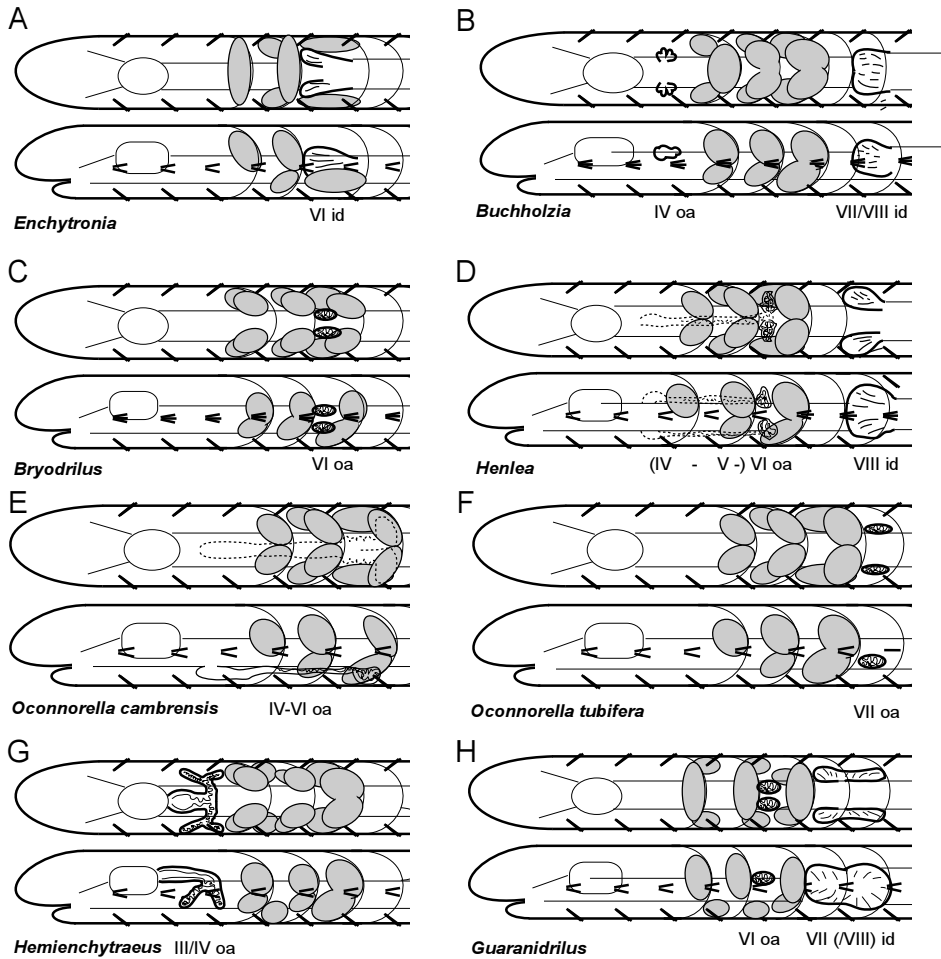 A
Enchytronia VI id
B
Buchholzia IV oa VII/VIII id
C
Bryodrilus VI oa
D
Henlea (IV - V -) VI oa VIII id
E
Oconnorella cambrensis IV-VI oa
F
Oconnorella tubifera VII oa
G
Hemienchytraeus III/IV oa
H
Guaranidrilus VI oa VII (/VIII) id